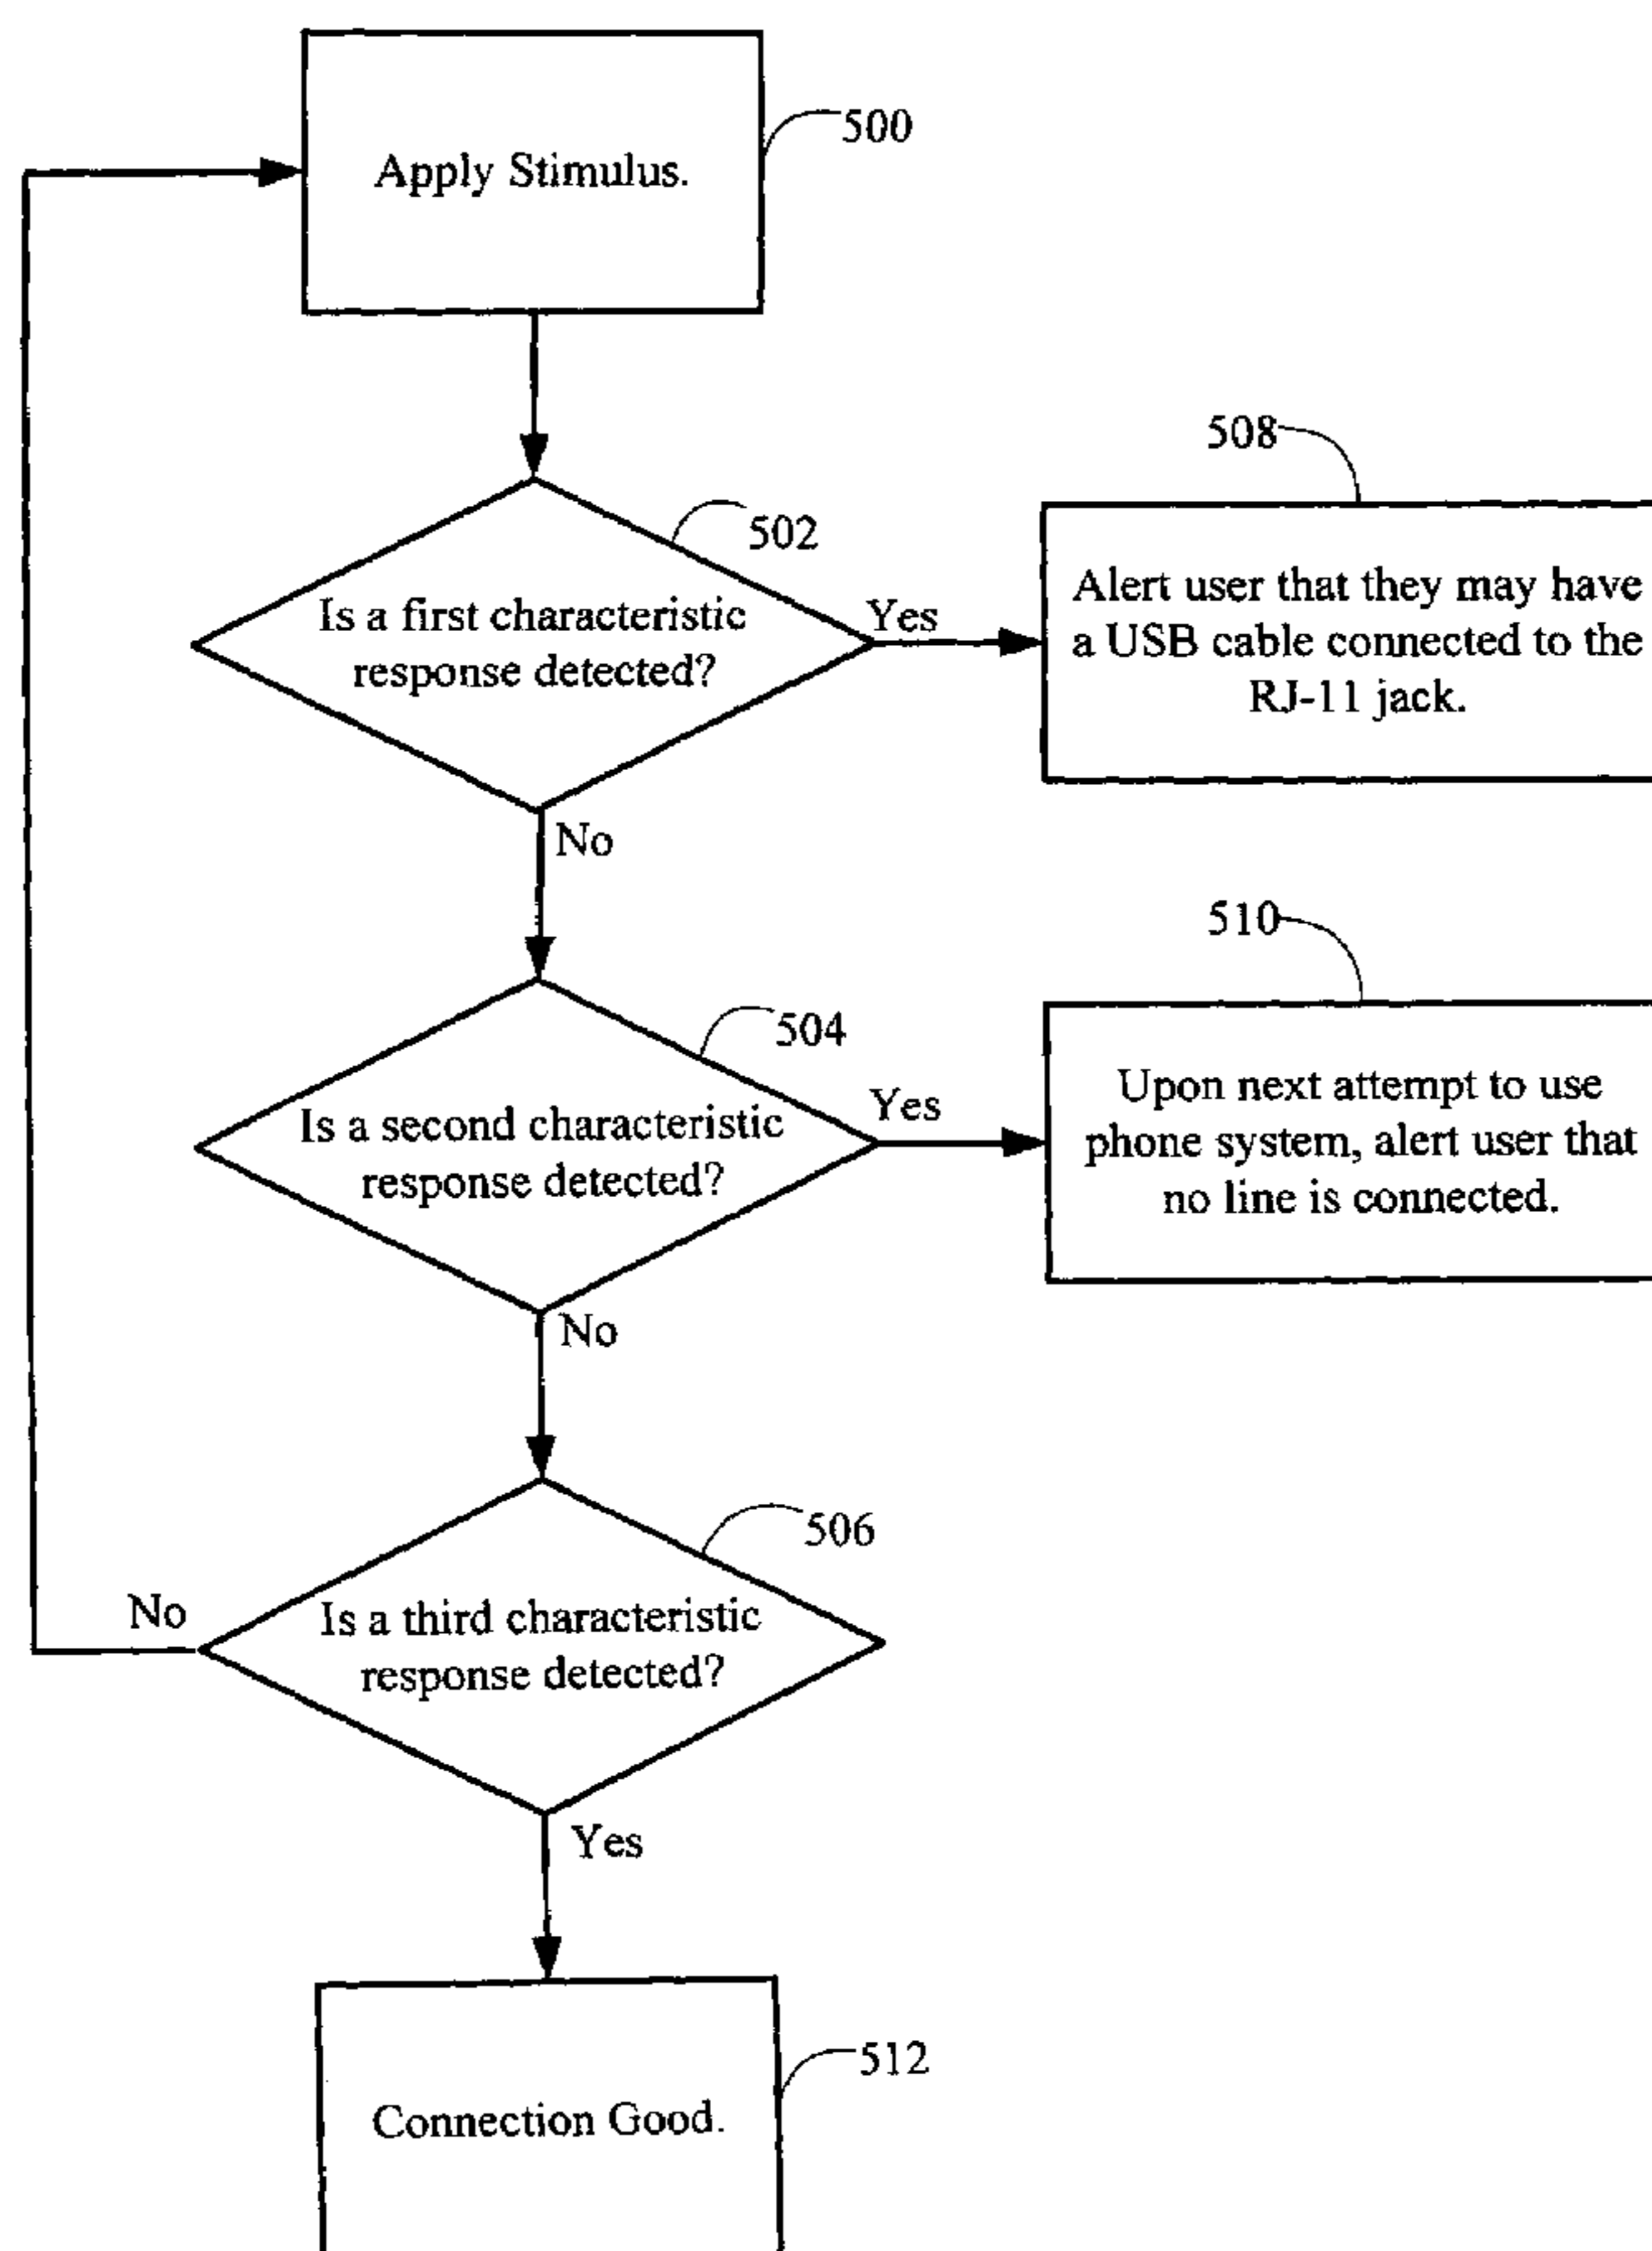 500
Apply Stimulus.
508
502
Is a first characteristic
response detected?
Yes
Alert user that they may have
a USB cable connected to the
RJ-11 jack.
No
510
504
Is a second characteristic
response detected?
Yes
Upon next attempt to use
phone system, alert user that
no line is connected.
No
506
No
Is a third characteristic
response detected?
Yes
512
Connection Good.